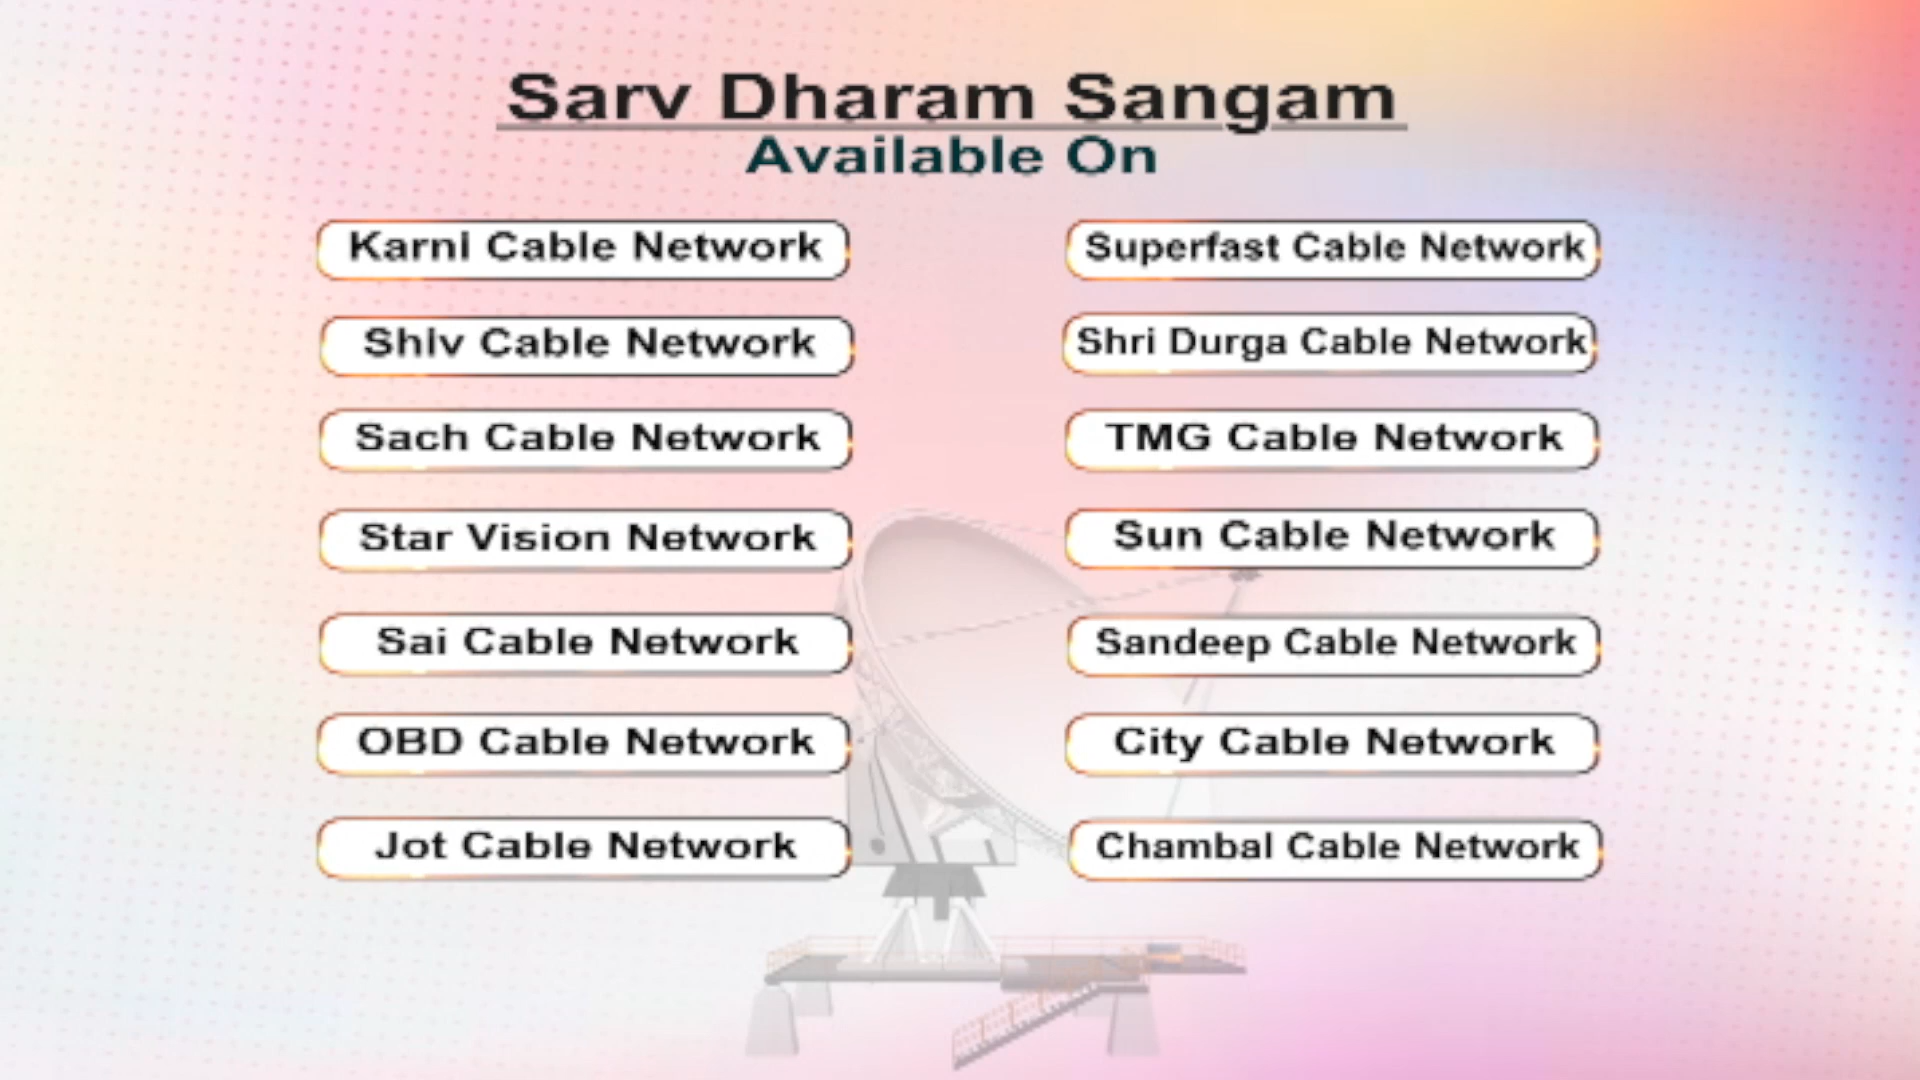 Sarv Dharam Sangam
Available On
Karni Cable Network
Superfast Cable Network
Shiv Cable Network
Shri Durga Cable Network
Sach Cable Network
TMG Cable Network
Star Vision Network
Sun Cable Network
Sai Cable Network
Sandeep Cable Network
OBD Cable Network
City Cable Network
Jot Cable Network
Chambal Cable Network